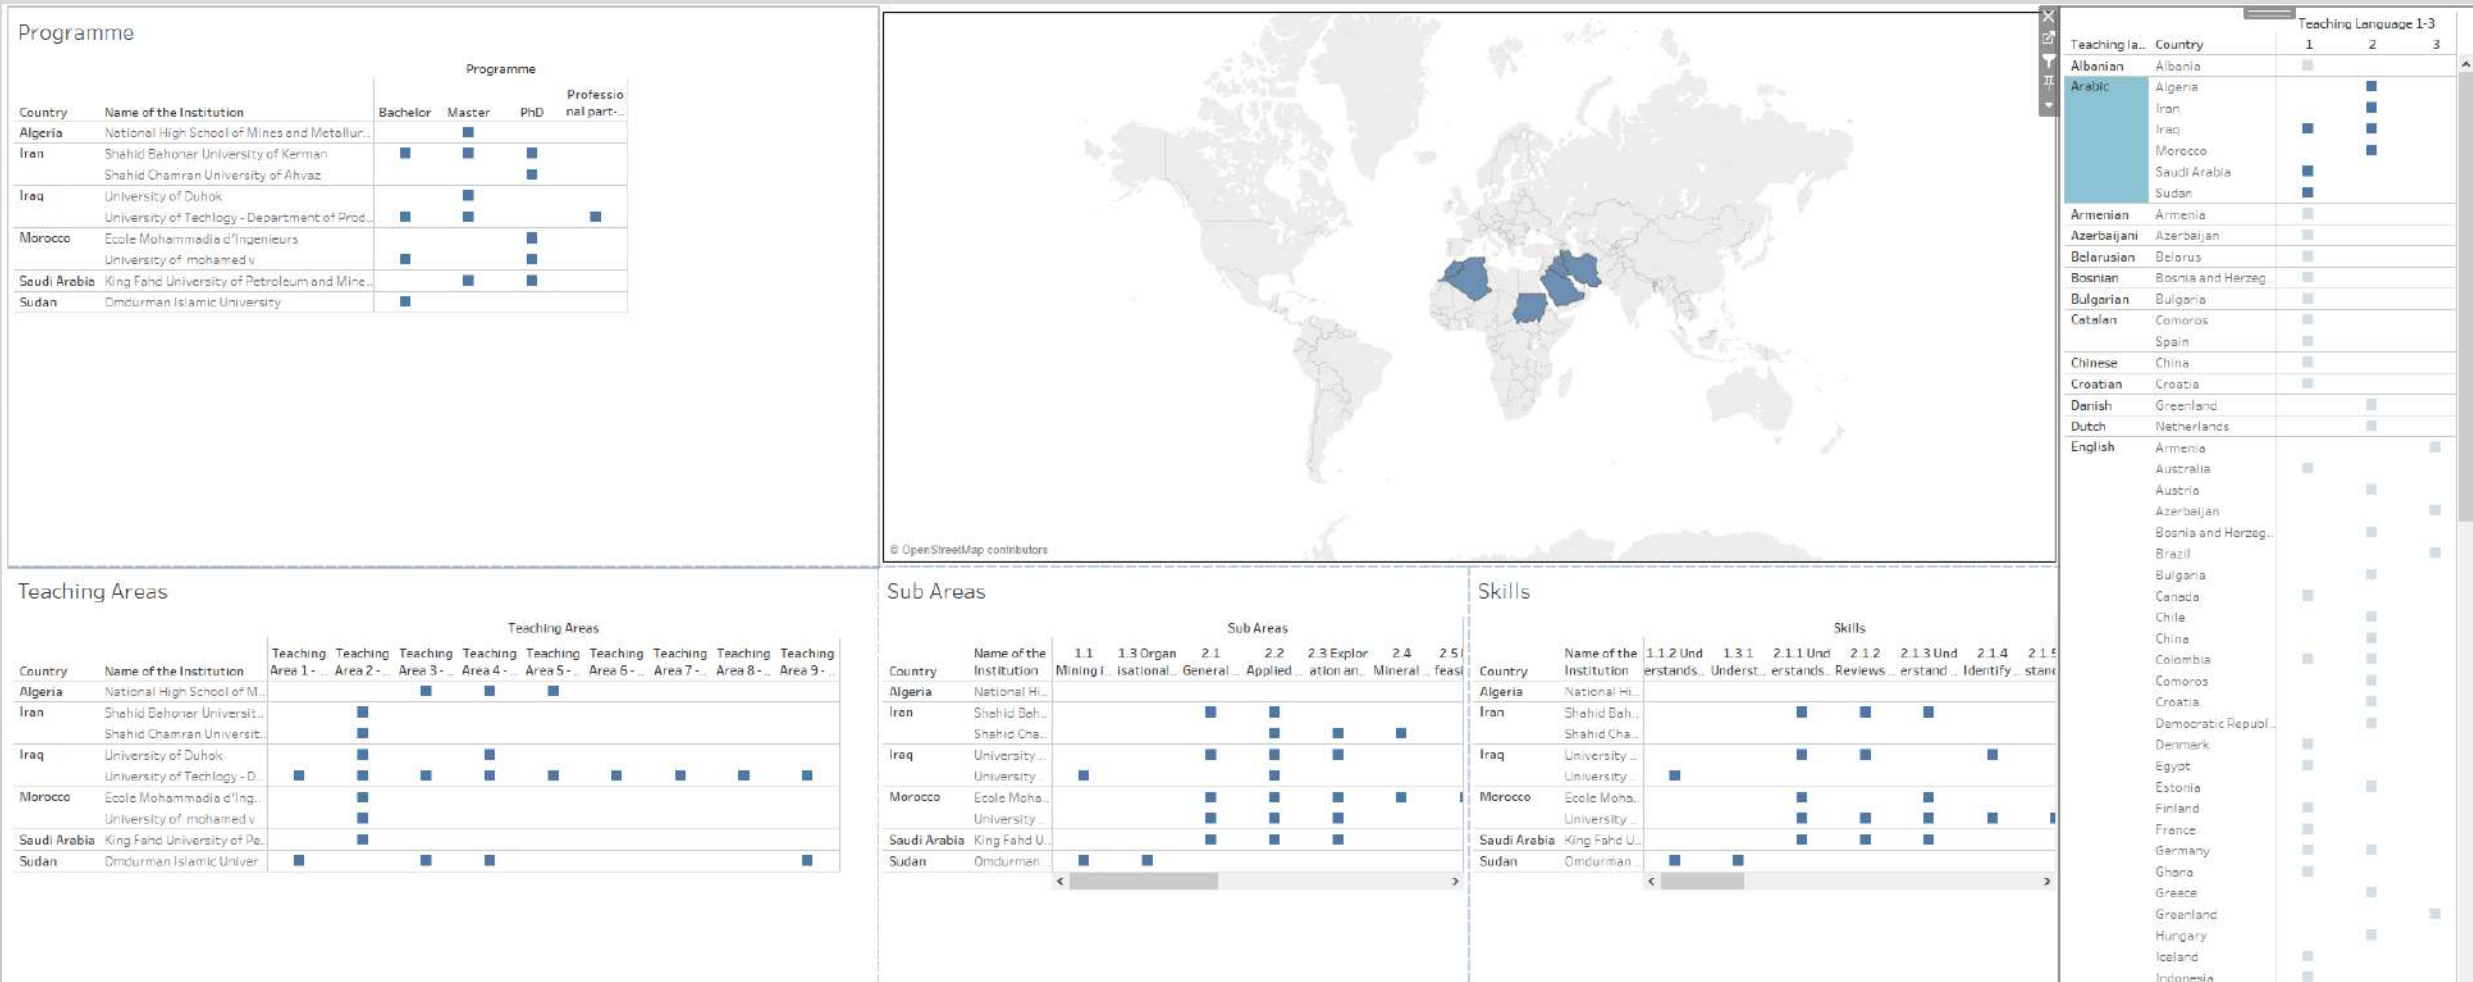 Programme
Programme
Country Name of the Institution Bachelor Master PhD Professio nal part-..
Algeria National High School of Mines and Metallur..
Iran Shahid Bahonar University of Kerman
Shahid Chamran University of Ahvaz
Iraq University of Duhok
University of Techlogy - Department of Prod..
Morocco Ecole Mohammadia d'Ingenieurs
University of mohamed v
Saudi Arabia King Fahd University of Petroleum and Mine..
Sudan Omdurman Islamic University
© OpenStreetMap contributors
Teaching Areas
Teaching Areas
Teaching Teaching Teaching Teaching Teaching Teaching Teaching Teaching Teaching
Country Name of the Institution Area 1 - .. Area 2 - .. Area 3 - .. Area 4 - .. Area 5 - .. Area 6 - .. Area 7 - .. Area 8 - .. Area 9 - ..
Algeria National High School of M..
Iran Shahid Bahonar Universit..
Shahid Chamran Universit..
Iraq University of Duhok
University of Techlogy - D..
Morocco Ecole Mohammadia d'Ing..
University of mohamed v
Saudi Arabia King Fahd University of Pe..
Sudan Omdurman Islamic Univer..
Sub Areas
Sub Areas
Name of the 1.1 1.3 Organ 2.1 2.2 2.3 Explor 2.4 2.5
Country Institution Mining i.. isational.. General .. Applied .. ation an.. Mineral .. feasi
Algeria National Hi..
Iran Shahid Bah..
Shahid Cha..
Iraq University ..
University ..
Morocco Ecole Moha..
University ..
Saudi Arabia King Fahd U..
Sudan Omdurman ..
Skills
Skills
Name of the 1.1.2 Und 1.3.1 2.1.1 Und 2.1.2 2.1.3 Und 2.1.4 2.1.5
Country Institution erstands.. Underst.. erstands.. Reviews .. erstand .. Identify .. stand
Algeria National Hi..
Iran Shahid Bah..
Shahid Cha..
Iraq University ..
University ..
Morocco Ecole Moha..
University ..
Saudi Arabia King Fahd U..
Sudan Omdurman ..
Teaching Language 1-3
Teaching la.. Country 1 2 3
Albanian Albania
Arabic Algeria
Iran
Iraq
Morocco
Saudi Arabia
Sudan
Armenian Armenia
Azerbaijani Azerbaijan
Belarusian Belarus
Bosnian Bosnia and Herzeg..
Bulgarian Bulgaria
Catalan Comoros
Spain
Chinese China
Croatian Croatia
Danish Greenland
Dutch Netherlands
English Armenia
Australia
Austria
Azerbaijan
Bosnia and Herzeg..
Brazil
Bulgaria
Canada
Chile
China
Colombia
Comoros
Croatia
Democratic Republ..
Denmark
Egypt
Estonia
Finland
France
Germany
Ghana
Greece
Greenland
Hungary
Iceland
Indonesia